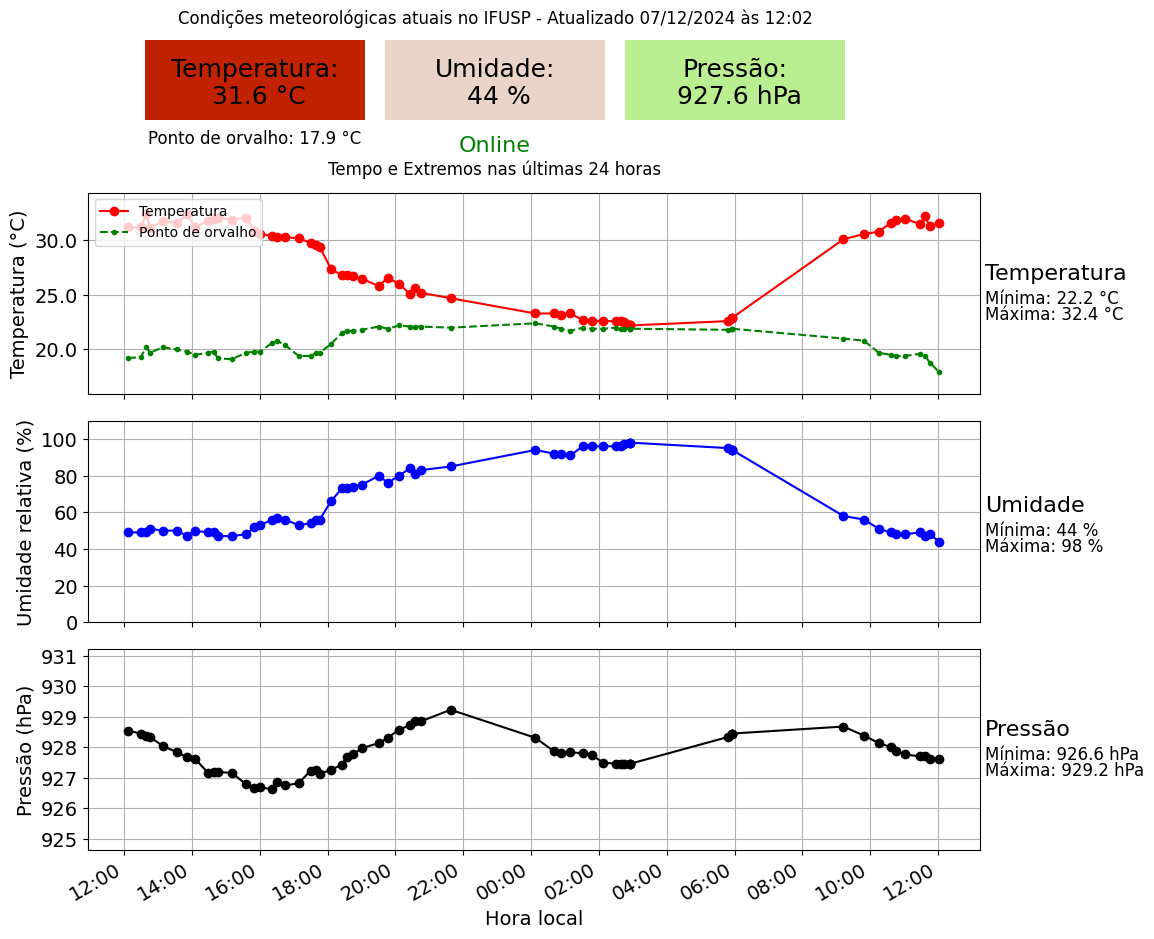 Condições meteorológicas atuais no IFUSP - Atualizado 07/12/2024 às 12:02
Temperatura:
31.6 °C
Umidade:
44 %
Pressão:
927.6 hPa
Ponto de orvalho: 17.9 °C
Online
Tempo e Extremos nas últimas 24 horas
Temperatura
Ponto de orvalho
Temperatura (°C)
30.0
25.0
20.0
Temperatura
Mínima: 22.2 °C
Máxima: 32.4 °C
Umidade relativa (%)
100
80
60
40
20
0
Umidade
Mínima: 44 %
Máxima: 98 %
Pressão (hPa)
931
930
929
928
927
926
925
Pressão
Mínima: 926.6 hPa
Máxima: 929.2 hPa
12:00 14:00 16:00 18:00 20:00 22:00 00:00 02:00 04:00 06:00 08:00 10:00 12:00
Hora local